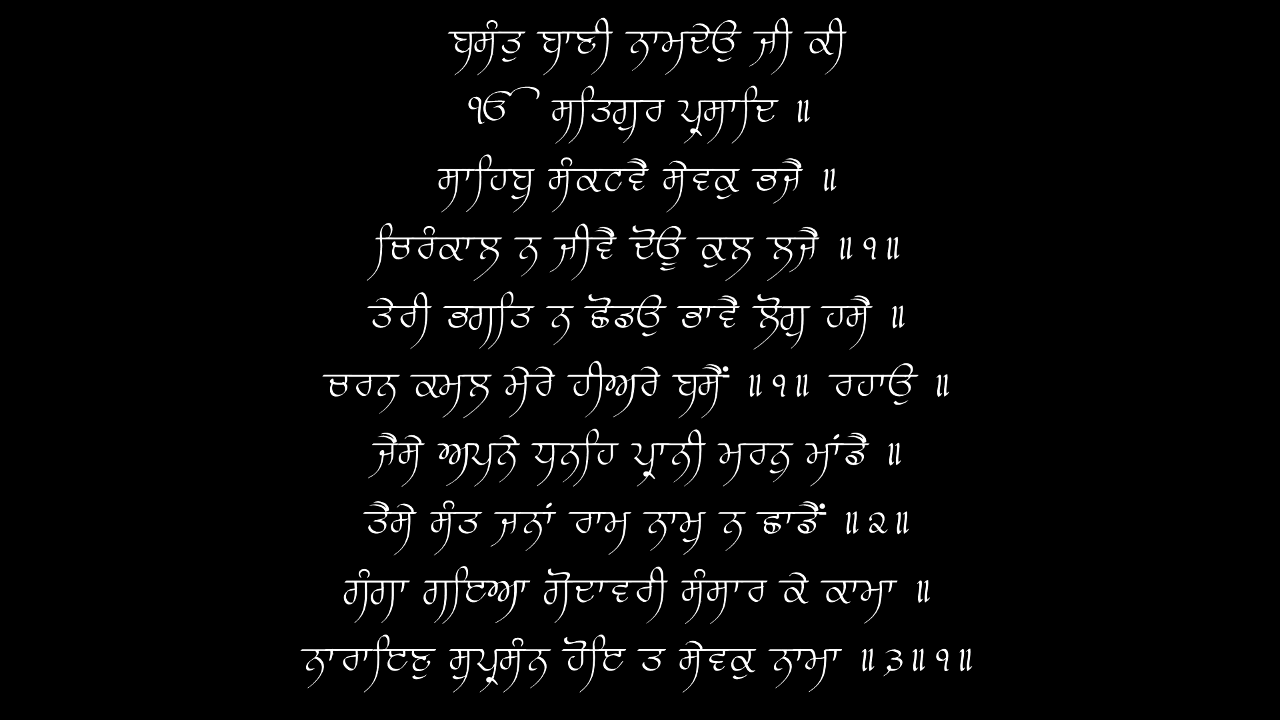 ਬਸੰਤੁ ਬਾਣੀ ਨਾਮਦੇਉ ਜੀ ਕੀ
ੴ ਸਤਿਗੁਰ ਪ੍ਰਸਾਦਿ ॥
ਸਾਹਿਬੁ ਸੰਕਟਵੈ ਸੇਵਕੁ ਭਜੈ ॥
ਚਿਰੰਕਾਲ ਨ ਜੀਵੈ ਦੋਊ ਕੁਲ ਲਜੈ ॥੧॥
ਤੇਰੀ ਭਗਤਿ ਨ ਛੋਡਉ ਭਾਵੈ ਲੋਗੁ ਹਸੈ ॥
ਚਰਨ ਕਮਲ ਮੇਰੇ ਹੀਅਰੇ ਬਸੈਂ ॥੧॥ ਰਹਾਉ ॥
ਜੈਸੇ ਅਪਨੇ ਧਨਹਿ ਪ੍ਰਾਨੀ ਮਰਨੁ ਮਾਂਡੈ ॥
ਤੈਸੇ ਸੰਤ ਜਨਾਂ ਰਾਮ ਨਾਮੁ ਨ ਛਾਡੈਂ ॥੨॥
ਗੰਗਾ ਗਇਆ ਗੋਦਾਵਰੀ ਸੰਸਾਰ ਕੇ ਕਾਮਾ ॥
ਨਾਰਾਇਣੁ ਸੁਪ੍ਰਸੰਨ ਹੋਇ ਤ ਸੇਵਕੁ ਨਾਮਾ ॥੩॥੧॥